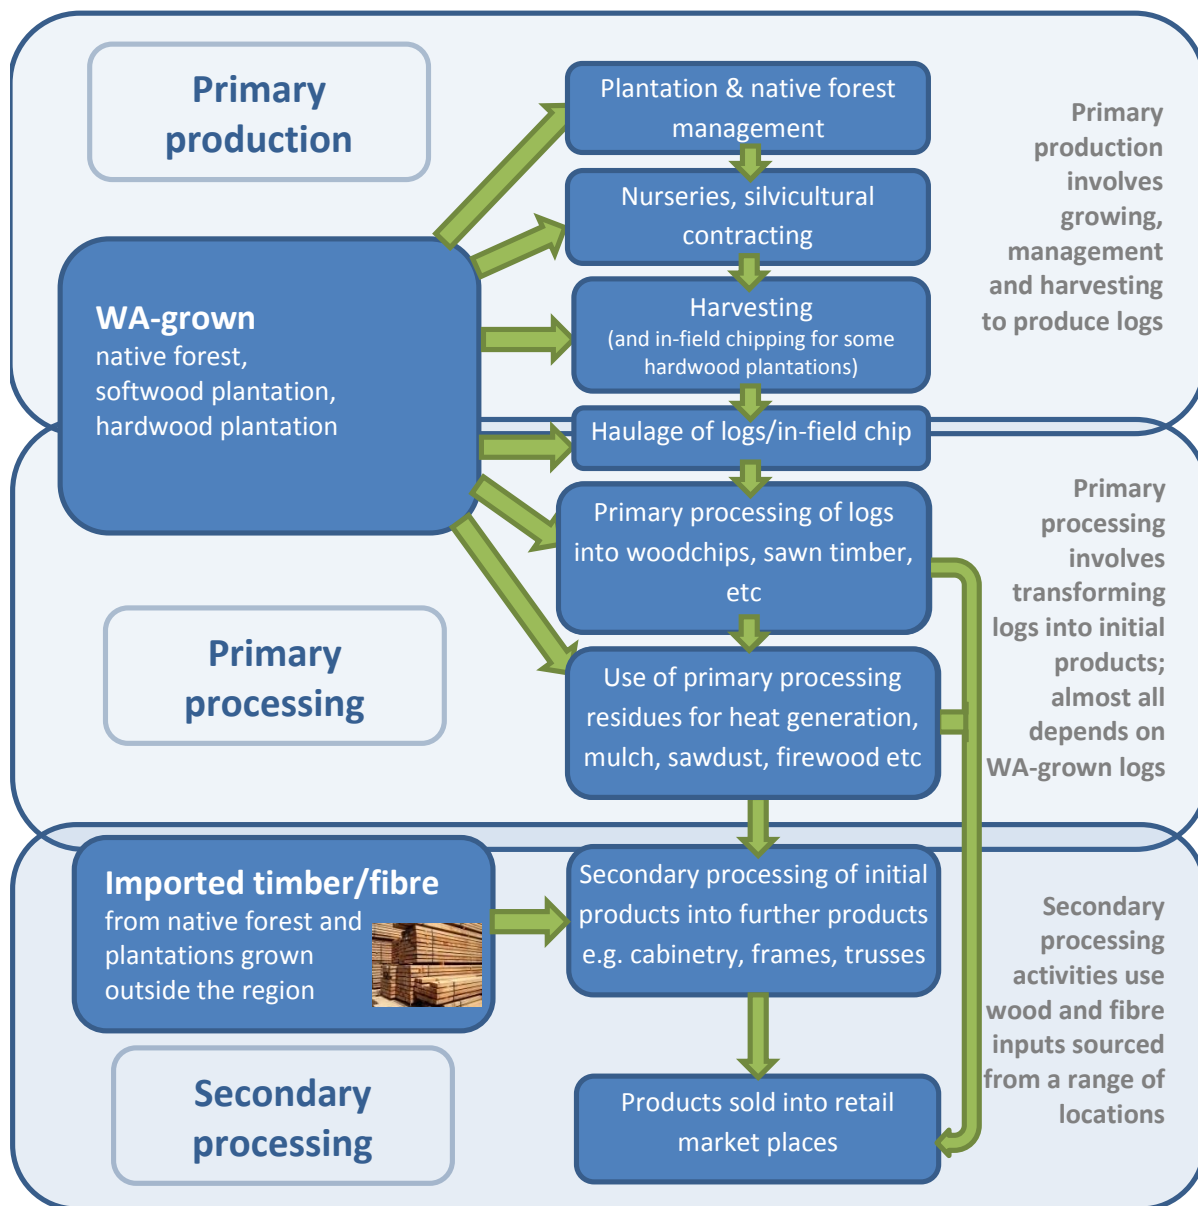 Primary
production
Plantation & native forest
management
Nurseries, silvicultural
contracting
Harvesting
(and in-field chipping for some
hardwood plantations)
Primary
production
involves
growing,
management
and harvesting
to produce logs
WA-grown
native forest,
softwood plantation,
hardwood plantation
Haulage of logs/in-field chip
Primary processing of logs
into woodchips, sawn timber,
etc
Primary
processing
Use of primary processing
residues for heat generation,
mulch, sawdust, firewood etc
Primary
processing
involves
transforming
logs into initial
products;
almost all
depends on
WA-grown logs
Imported timber/fibre
from native forest and
plantations grown
outside the region
Secondary processing of initial
products into further products
e.g. cabinetry, frames, trusses
Secondary
processing
Products sold into retail
market places
Secondary
processing
activities use
wood and fibre
inputs sourced
from a range of
locations